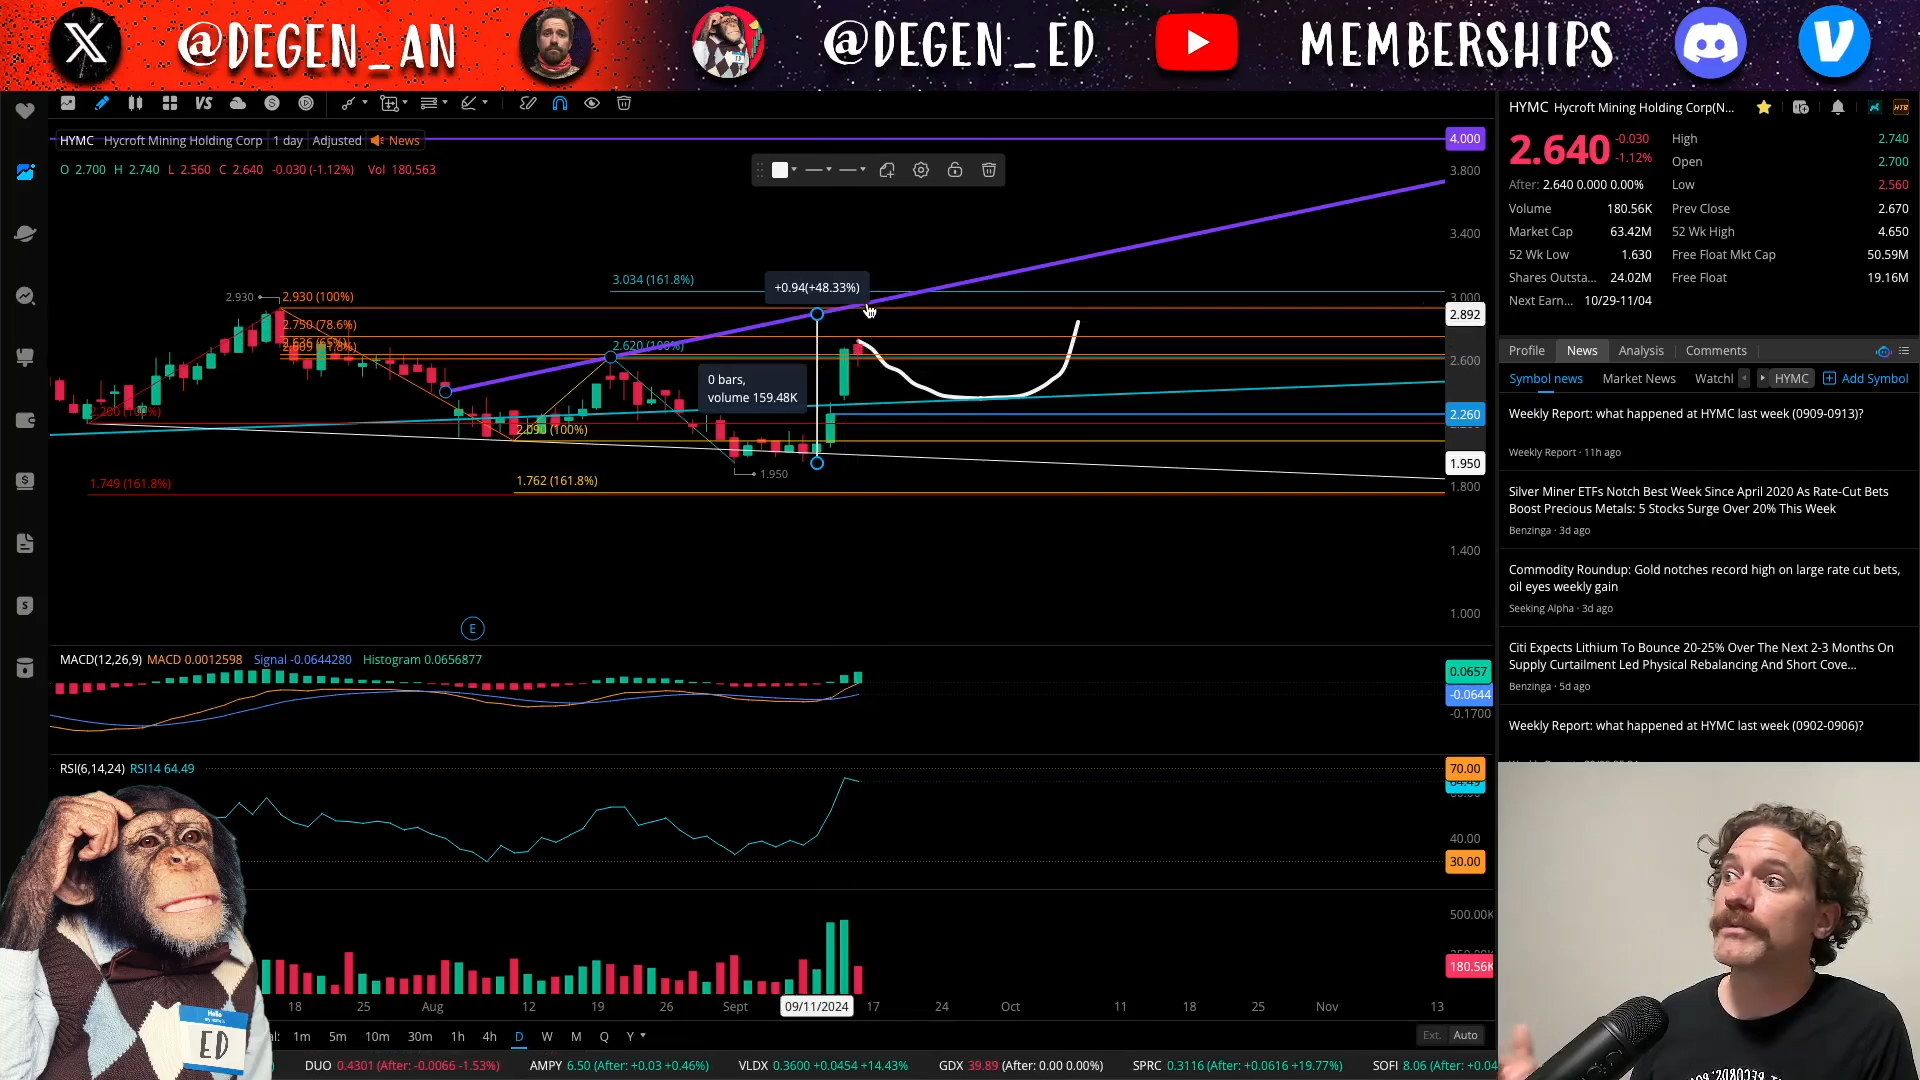 @DEGEN_AN
@DEGEN_ED
MEMBERSHIPS
VS
HYMC Hycroft Mining Holding Corp 1 day Adjusted News
O 2.700 H 2.740 L 2.560 C 2.640 -0.030 (-1.12%) Vol 180,563
4.000
3.800
3.400
3.000
2.892
2.600
2.260
1.950
1.800
1.400
1.000
3.034 (161.8%)
+0.94(+48.33%)
2.930
2.930 (100%)
2.750 (78.6%)
2.620 (100%)
0 bars,
volume 159.48K
2.200 (100%)
2.090 (100%)
1.950
1.762 (161.8%)
1.749 (161.8%)
E
MACD(12,26,9) MACD 0.0012598 Signal -0.0644280 Histogram 0.0656877
0.0657
-0.0644
-0.1700
RSI(6,14,24) RSI14 64.49
70.00
64.49
40.00
30.00
500.00K
180.56K
18 25 Aug 12 19 26 Sept 09/11/2024 17 24 Oct 11 18 25 Nov 13
1m 5m 10m 30m 1h 4h D W M Q Y
Ext. Auto
DUO 0.4301 (After: -0.0066 -1.53%) AMPY 6.50 (After: +0.03 +0.46%) VLDX 0.3600 +0.0454 +14.43% GDX 39.89 (After: 0.00 0.00%) SPRC 0.3116 (After: +0.0616 +19.77%) SOFI 8.06 (After: +0.04
HYMC Hycroft Mining Holding Corp(N...
2.640 -0.030
-1.12%
After: 2.640 0.000 0.00%
High 2.740
Open 2.700
Low 2.560
Volume 180.56K Prev Close 2.670
Market Cap 63.42M 52 Wk High 4.650
52 Wk Low 1.630 Free Float Mkt Cap 50.59M
Shares Outsta... 24.02M Free Float 19.16M
Next Earn... 10/29-11/04
Profile News Analysis Comments
Symbol news Market News Watchl HYMC Add Symbol
Weekly Report: what happened at HYMC last week (0909-0913)?
Weekly Report · 11h ago
Silver Miner ETFs Notch Best Week Since April 2020 As Rate-Cut Bets
Boost Precious Metals: 5 Stocks Surge Over 20% This Week
Benzinga · 3d ago
Commodity Roundup: Gold notches record high on large rate cut bets,
oil eyes weekly gain
Seeking Alpha · 3d ago
Citi Expects Lithium To Bounce 20-25% Over The Next 2-3 Months On
Supply Curtailment Led Physical Rebalancing And Short Cove...
Benzinga · 5d ago
Weekly Report: what happened at HYMC last week (0902-0906)?
Hello
ED